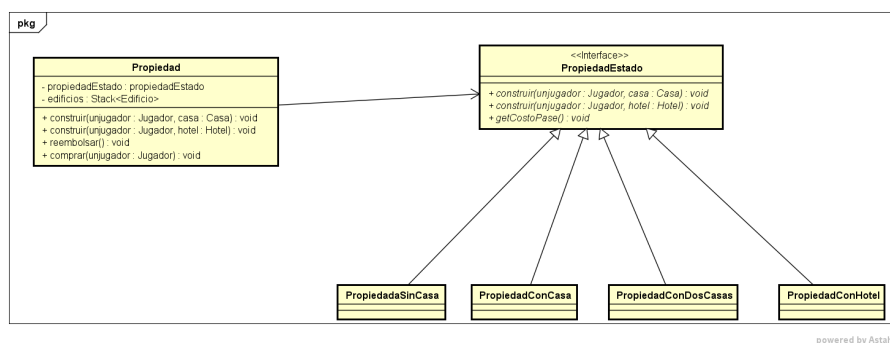 pkg
Propiedad
- propiedadEstado : propiedadEstado
- edificios : Stack<Edificio>
+ construir(unjugador : Jugador, casa : Casa) : void
+ construir(unjugador : Jugador, hotel : Hotel) : void
+ reembolsar() : void
+ comprar(unjugador : Jugador) : void
<<Interface>>
PropiedadEstado
+ construir(unjugador : Jugador, casa : Casa) : void
+ construir(unjugador : Jugador, hotel : Hotel) : void
+ getCostoPase() : void
PropiedadaSinCasa
PropiedadConCasa
PropiedadConDosCasas
PropiedadConHotel
powered by Astah